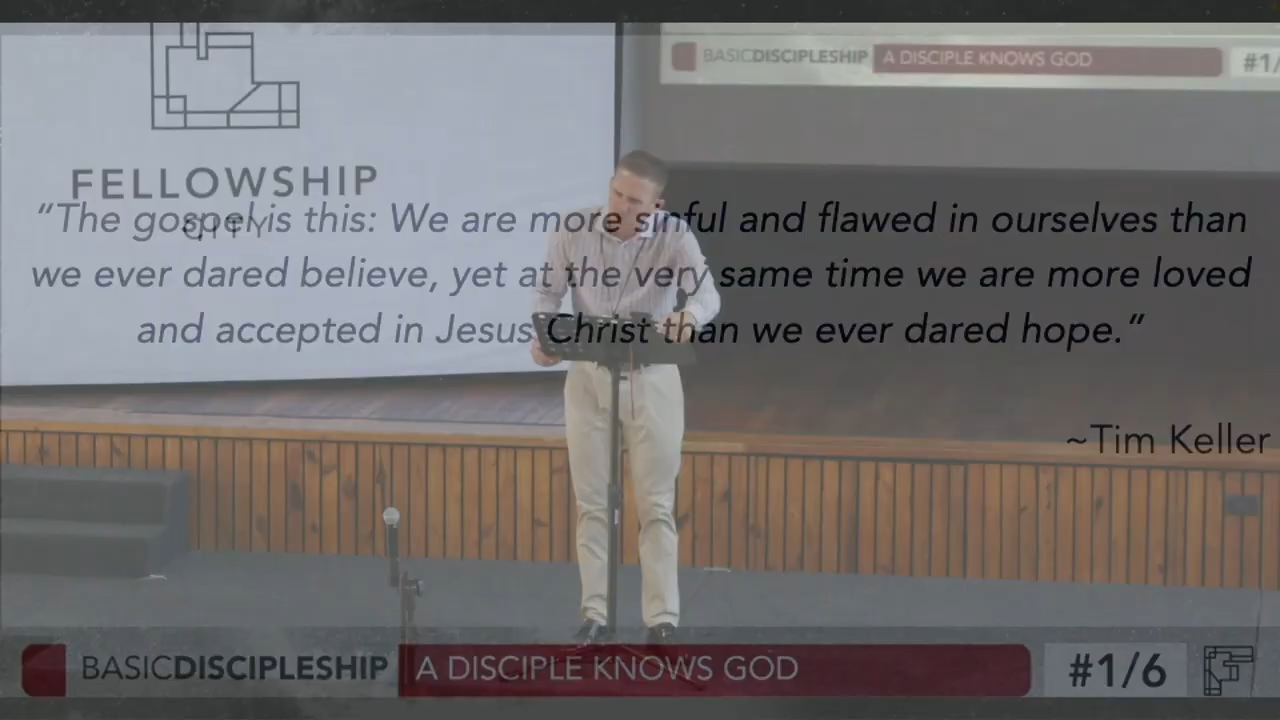 BASICDISCIPLESHIP A DISCIPLE KNOWS GOD #1/
FELLOWSHIP
CITY
“The gospel is this: We are more sinful and flawed in ourselves than
we ever dared believe, yet at the very same time we are more loved
and accepted in Jesus Christ than we ever dared hope.”
~Tim Keller
BASICDISCIPLESHIP A DISCIPLE KNOWS GOD #1/6